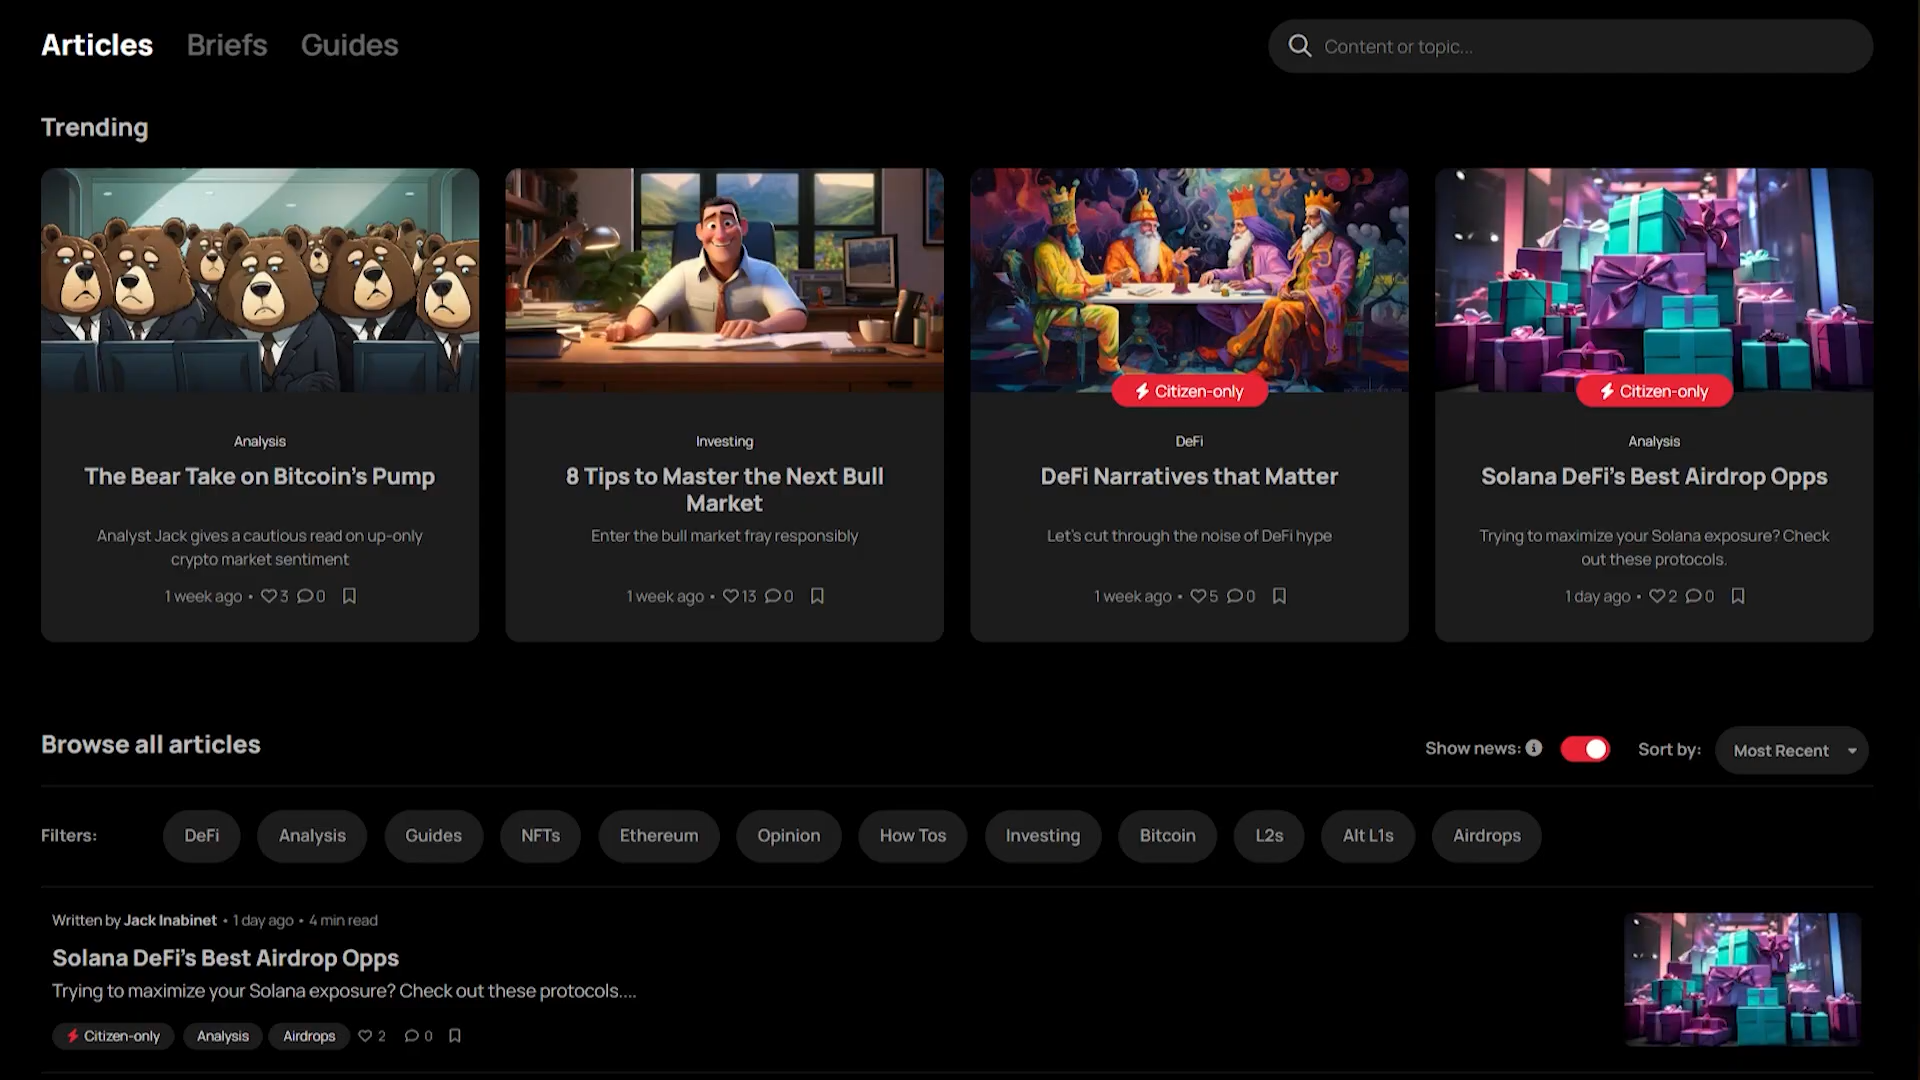 Articles Briefs Guides
Content or topic...
Trending
Citizen-only
Citizen-only
Analysis
The Bear Take on Bitcoin's Pump
Analyst Jack gives a cautious read on up-only
crypto market sentiment
1 week ago • 3 0
Investing
8 Tips to Master the Next Bull
Market
Enter the bull market fray responsibly
1 week ago • 13 0
DeFi
DeFi Narratives that Matter
Let's cut through the noise of DeFi hype
1 week ago • 5 0
Analysis
Solana DeFi's Best Airdrop Opps
Trying to maximize your Solana exposure? Check
out these protocols.
1 day ago • 2 0
Browse all articles
Show news: Sort by: Most Recent
Filters: DeFi Analysis Guides NFTs Ethereum Opinion How Tos Investing Bitcoin L2s Alt L1s Airdrops
Written by Jack Inabinet • 1 day ago • 4 min read
Solana DeFi's Best Airdrop Opps
Trying to maximize your Solana exposure? Check out these protocols....
Citizen-only Analysis Airdrops 2 0